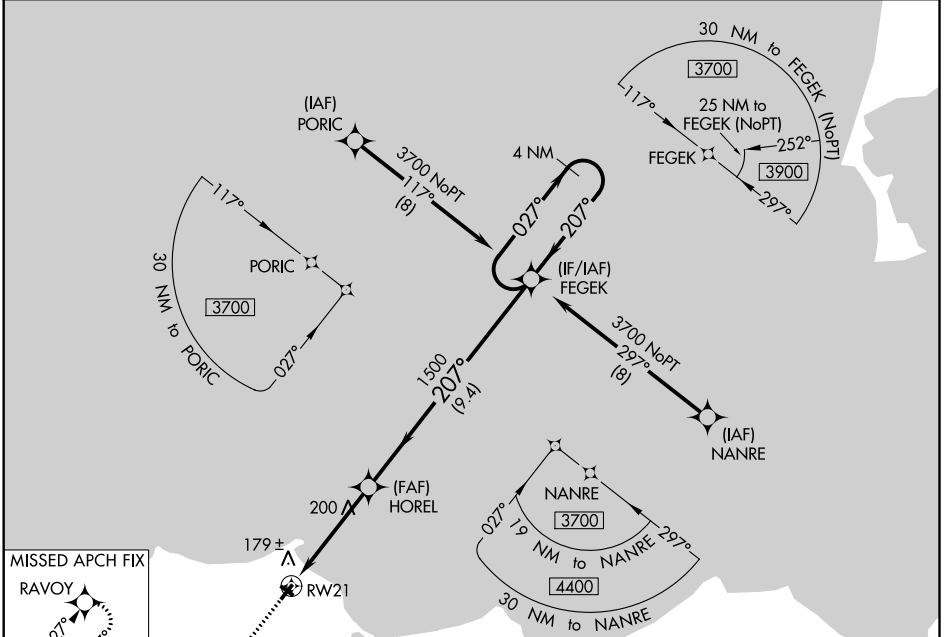 (IAF)
PORIC
3700 NoPT
117°
(8)
4 NM
027°
207°
(IF/IAF)
FEGEK
30 NM to FEGEK (NoPT)
3700
117°
25 NM to
FEGEK (NoPT)
252°
FEGEK
3900
297°
117°
PORIC
3700
30 NM to PORIC
027°
3700 NoPT
297°
(8)
(IAF)
NANRE
1500
207°
(9.4)
(FAF)
HOREL
200
179 ±
RW21
NANRE
3700
027°
297°
19 NM to NANRE
4400
30 NM to NANRE
MISSED APCH FIX
RAVOY